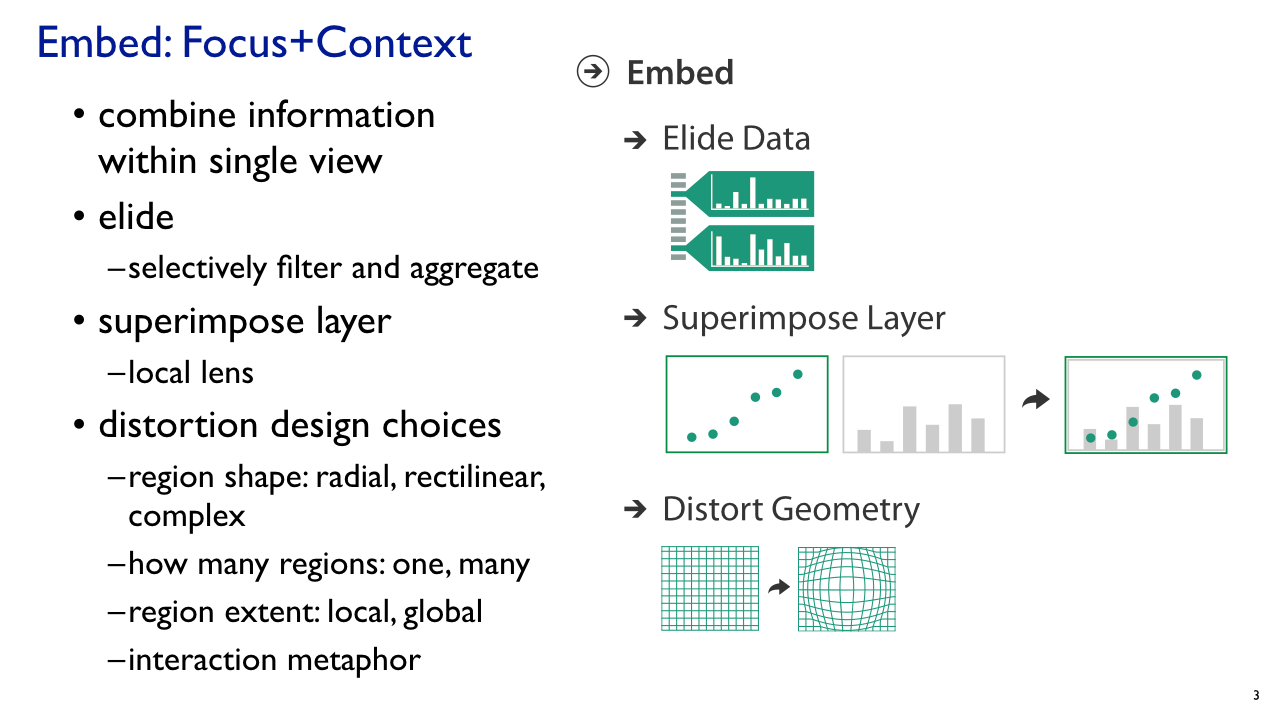 Embed: Focus+Context
• combine information
within single view
• elide
–selectively filter and aggregate
• superimpose layer
–local lens
• distortion design choices
–region shape: radial, rectilinear,
complex
–how many regions: one, many
–region extent: local, global
–interaction metaphor
Embed
Elide Data
Superimpose Layer
Distort Geometry
3